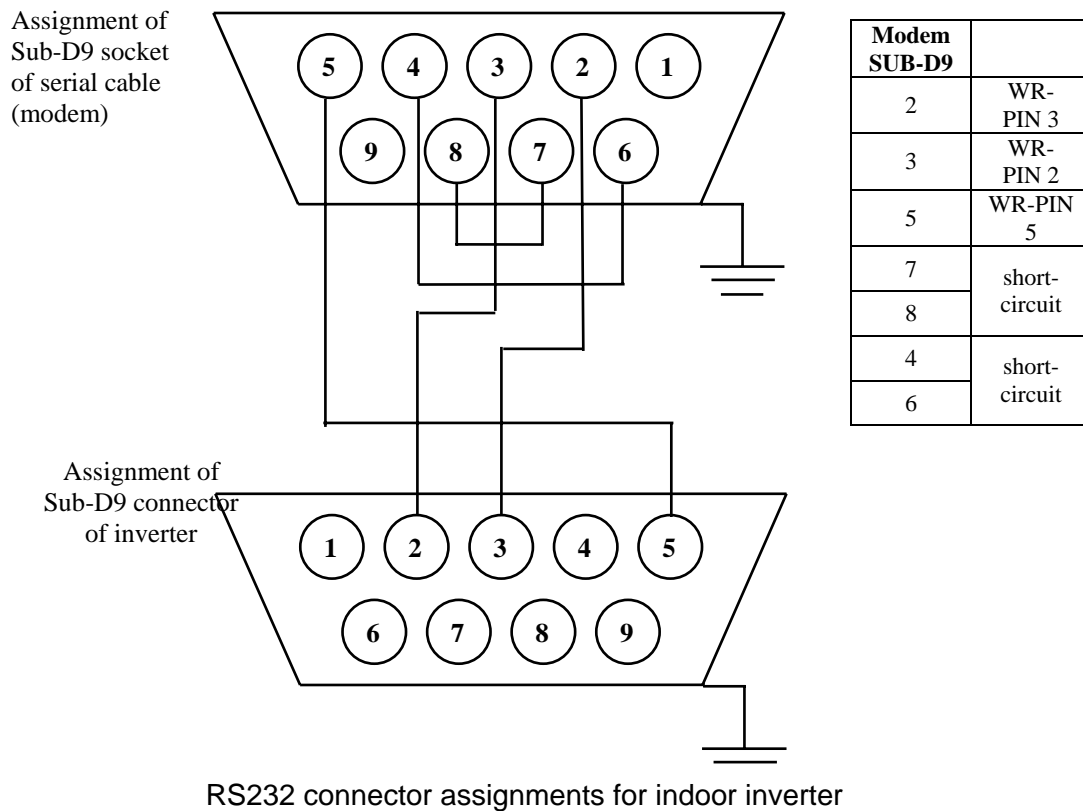 Assignment of
Sub-D9 socket
of serial cable
(modem)
5 4 3 2 1
9 8 7 6
Modem
SUB-D9
2 WR-
PIN 3
3 WR-
PIN 2
5 WR-PIN
5
7 short-
circuit
8
4 short-
circuit
6
Assignment of
Sub-D9 connector
of inverter
1 2 3 4 5
6 7 8 9
RS232 connector assignments for indoor inverter